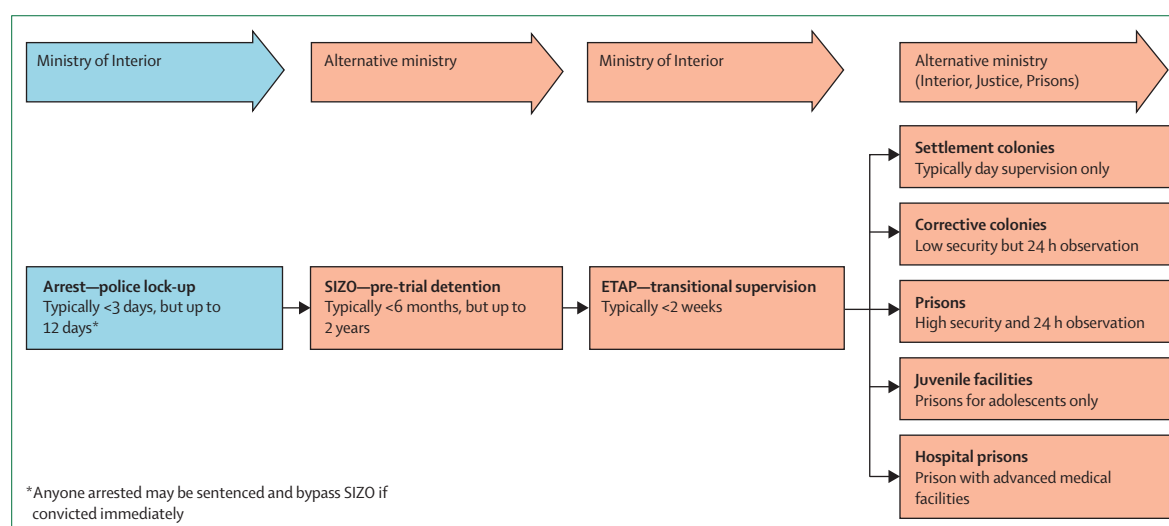 Ministry of Interior
Alternative ministry
Ministry of Interior
Alternative ministry
(Interior, Justice, Prisons)
Settlement colonies
Typically day supervision only
Corrective colonies
Low security but 24 h observation
Arrest—police lock-up
Typically <3 days, but up to
12 days*
SIZO—pre-trial detention
Typically <6 months, but up to
2 years
ETAP—transitional supervision
Typically <2 weeks
Prisons
High security and 24 h observation
Juvenile facilities
Prisons for adolescents only
Hospital prisons
Prison with advanced medical
facilities
*Anyone arrested may be sentenced and bypass SIZO if
convicted immediately